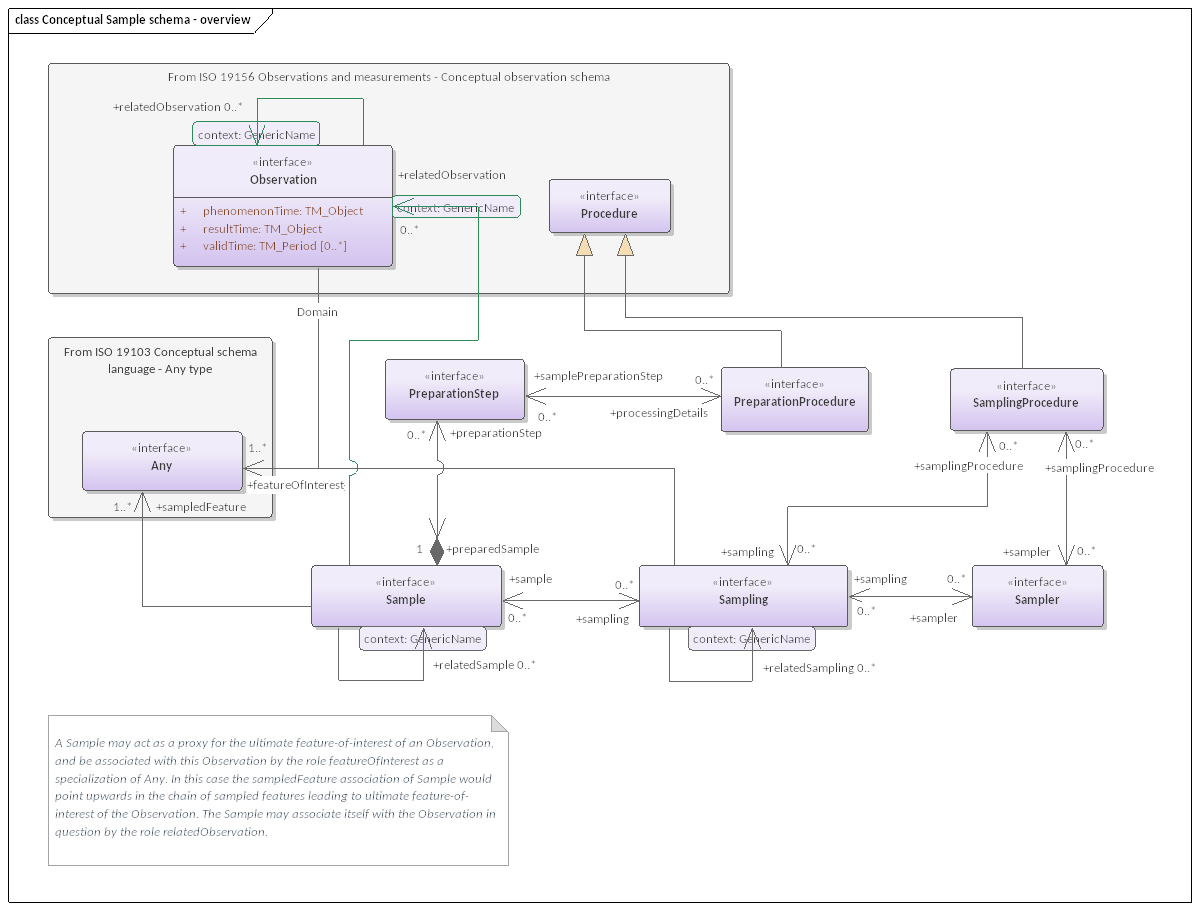 class Conceptual Sample schema - overview
From ISO 19156 Observations and measurements - Conceptual observation schema
+relatedObservation 0..*
context: GenericName
«interface»
Observation
+ phenomenonTime: TM_Object
+ resultTime: TM_Object
+ validTime: TM_Period [0..*]
+relatedObservation
context: GenericName
0..*
«interface»
Procedure
Domain
From ISO 19103 Conceptual schema
language - Any type
«interface»
Any
1..*
+featureOfInterest
1..*
+sampledFeature
«interface»
PreparationStep
+samplePreparationStep
0..*
0..*
+processingDetails
«interface»
PreparationProcedure
«interface»
SamplingProcedure
0..*
+preparationStep
0..*
+samplingProcedure
0..*
+samplingProcedure
1
+preparedSample
+sampling
0..*
+sampler
0..*
«interface»
Sample
+sample
0..*
0..*
+sampling
«interface»
Sampling
+sampling
0..*
0..*
+sampler
«interface»
Sampler
context: GenericName
+relatedSample 0..*
context: GenericName
+relatedSampling 0..*
A Sample may act as a proxy for the ultimate feature-of-interest of an Observation,
and be associated with this Observation by the role featureOfInterest as a
specialization of Any. In this case the sampledFeature association of Sample would
point upwards in the chain of sampled features leading to ultimate feature-of-
interest of the Observation. The Sample may associate itself with the Observation in
question by the role relatedObservation.